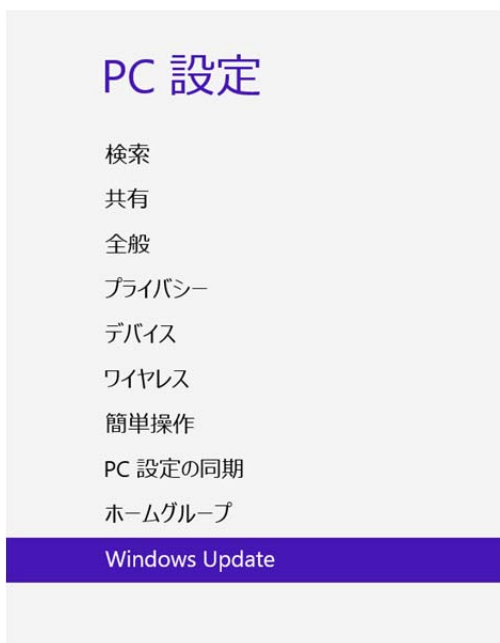 PC 設定
検索
共有
全般
プライバシー
デバイス
ワイヤレス
簡単操作
PC 設定の同期
ホームグループ
Windows Update